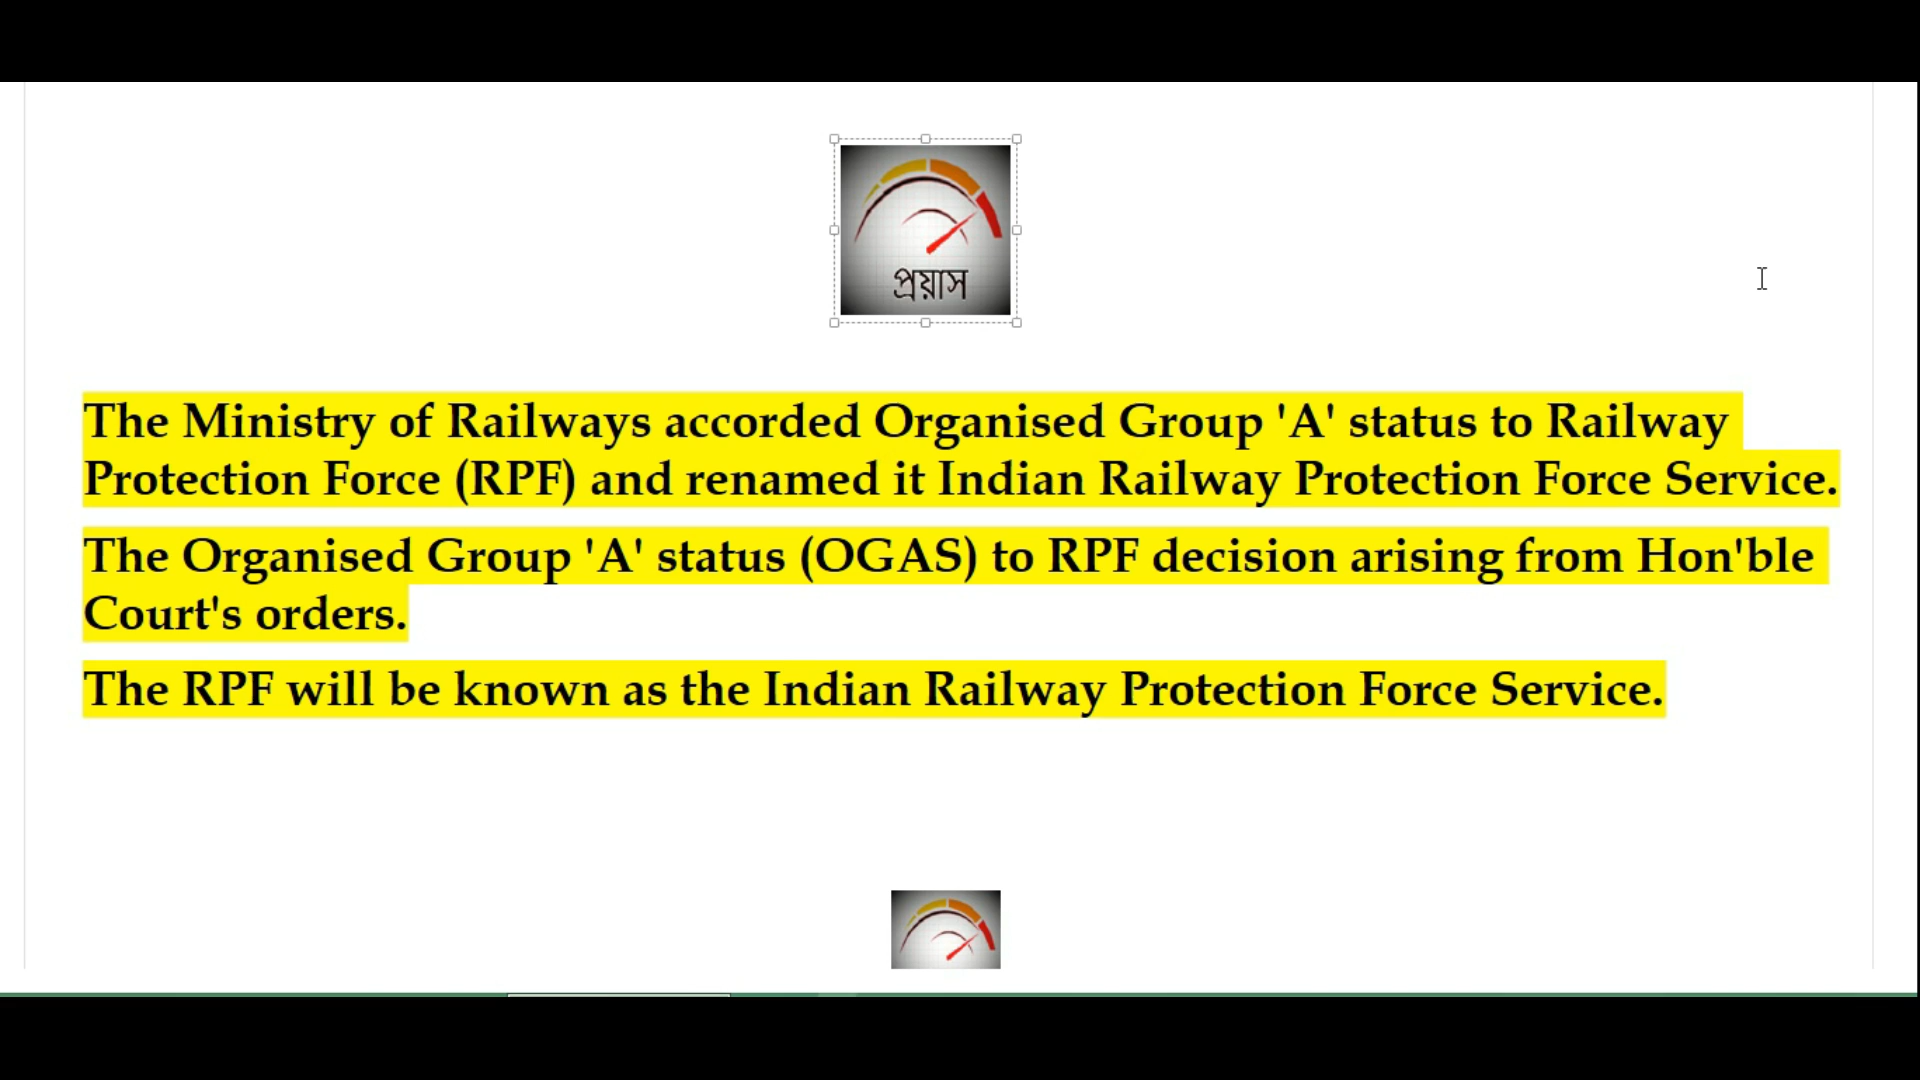 প্রয়াস
The Ministry of Railways accorded Organised Group 'A' status to Railway
Protection Force (RPF) and renamed it Indian Railway Protection Force Service.
The Organised Group 'A' status (OGAS) to RPF decision arising from Hon'ble
Court's orders.
The RPF will be known as the Indian Railway Protection Force Service.